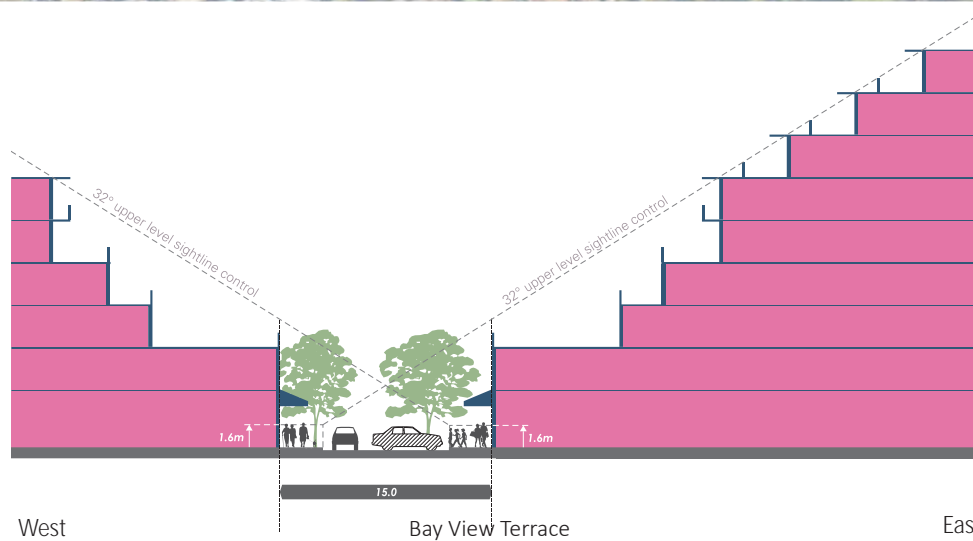 32° upper level sightline control
32° upper level sightline control
1.6m
1.6m
15.0
West
Bay View Terrace
Eas